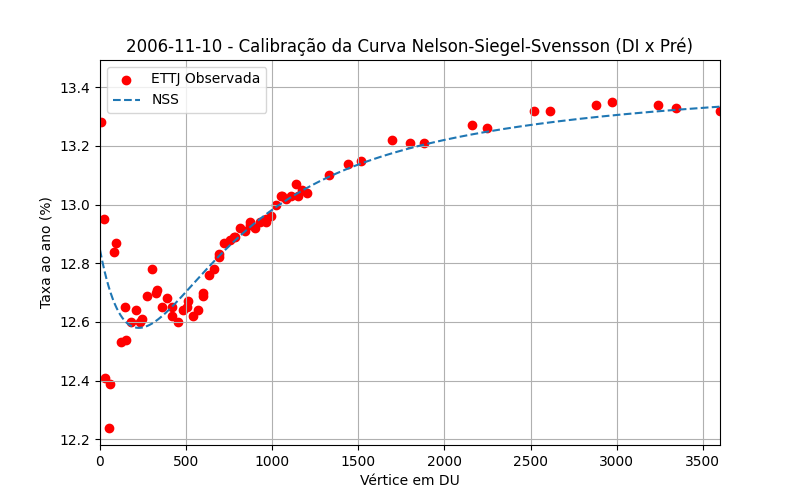 2006-11-10 - Calibração da Curva Nelson-Siegel-Svensson (DI x Pré)
ETTJ Observada
NSS
Taxa ao ano (%)
13.4
13.2
13.0
12.8
12.6
12.4
12.2
0 500 1000 1500 2000 2500 3000 3500
Vértice em DU